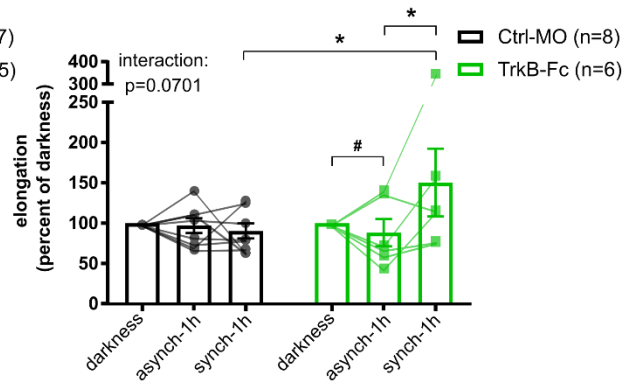 7)
5)
interaction:
p=0.0701
*
*
#
Ctrl-MO (n=8)
TrkB-Fc (n=6)
elongation
(percent of darkness)
400
300
250
200
150
100
50
0
darkness
asynch-1h
synch-1h
darkness
asynch-1h
synch-1h